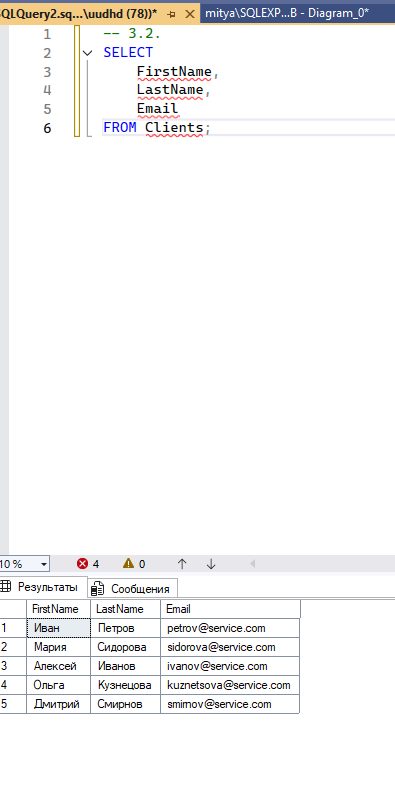 SQLQuery2.sq...\uudhd (78))* mitya\SQLEXP...B - Diagram_0*
1 -- 3.2.
2 SELECT
3 FirstName,
4 LastName,
5 Email
6 FROM Clients;
10 % 4 0
Результаты Сообщения
FirstName LastName Email
1 Иван Петров petrov@service.com
2 Мария Сидорова sidorova@service.com
3 Алексей Иванов ivanov@service.com
4 Ольга Кузнецова kuznetsova@service.com
5 Дмитрий Смирнов smirnov@service.com